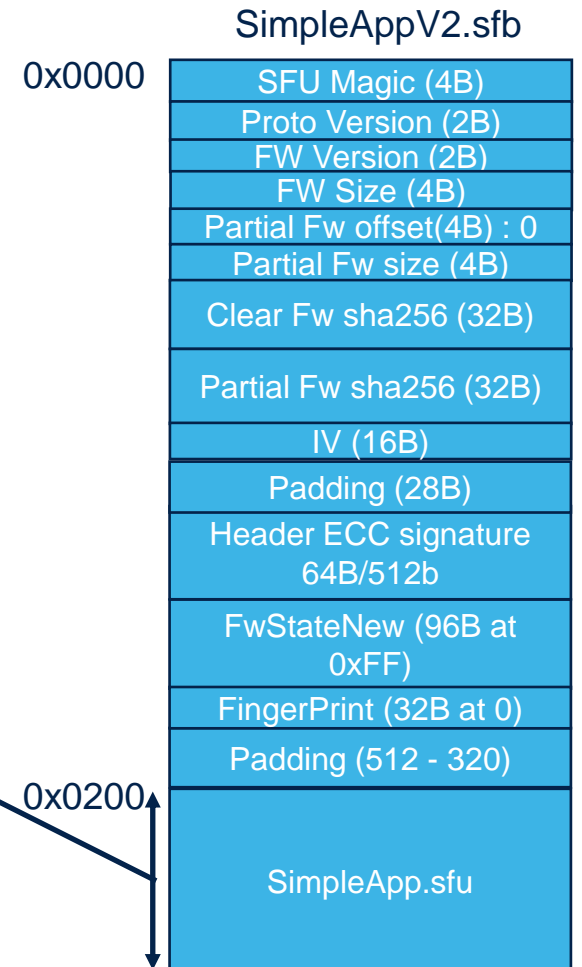 SimpleAppV2.sfb
0x0000
SFU Magic (4B)
Proto Version (2B)
FW Version (2B)
FW Size (4B)
Partial Fw offset(4B) : 0
Partial Fw size (4B)
Clear Fw sha256 (32B)
Partial Fw sha256 (32B)
IV (16B)
Padding (28B)
Header ECC signature
64B/512b
FwStateNew (96B at
0xFF)
FingerPrint (32B at 0)
Padding (512 - 320)
0x0200
SimpleApp.sfu